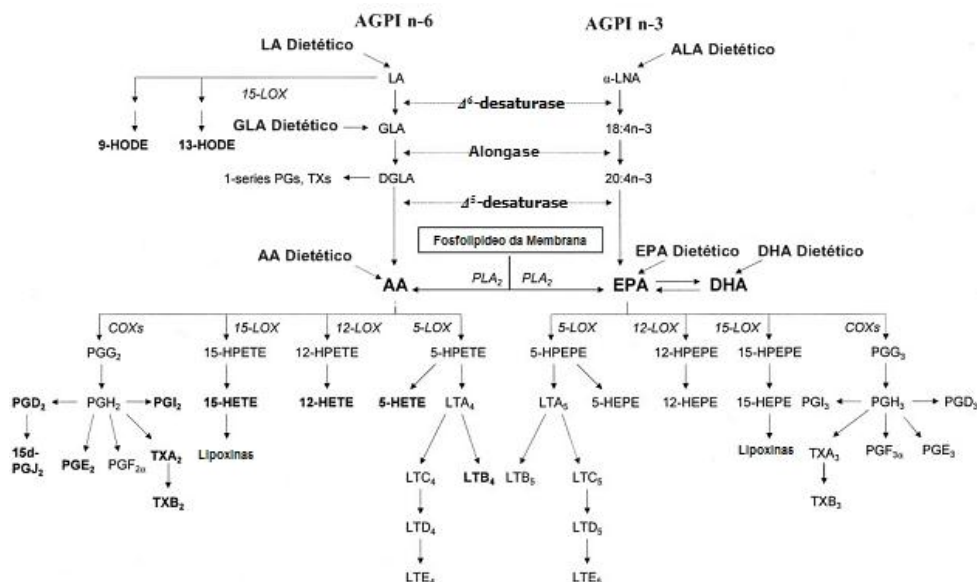 AGPI n-6 AGPI n-3
LA Dietético ALA Dietético
LA α-LNA
15-LOX Δ⁶-desaturase
GLA Dietético GLA 18:4n–3
9-HODE 13-HODE Alongase
1-series PGs, TXs DGLA 20:4n–3
Δ⁵-desaturase
Fosfolipídeo da Membrana
AA Dietético EPA Dietético DHA Dietético
PLA₂ PLA₂
AA EPA DHA
COXs 15-LOX 12-LOX 5-LOX 5-LOX 12-LOX 15-LOX COXs
PGG₂ 15-HPETE 12-HPETE 5-HPETE 5-HPEPE 12-HPEPE 15-HPEPE PGG₃
PGD₂ PGH₂ PGI₂ 15-HETE 12-HETE 5-HETE LTA₄ LTA₅ 5-HEPE 12-HEPE 15-HEPE PGI₃ PGH₃ PGD₃
15d-PGJ₂ PGE₂ PGF₂α TXA₂ Lipoxinas Lipoxinas TXA₃ PGF₃α PGE₃
LTC₄ LTB₄ LTB₅ LTC₅
TXB₂ TXB₃
LTD₄ LTD₅
LTE₄ LTE₅